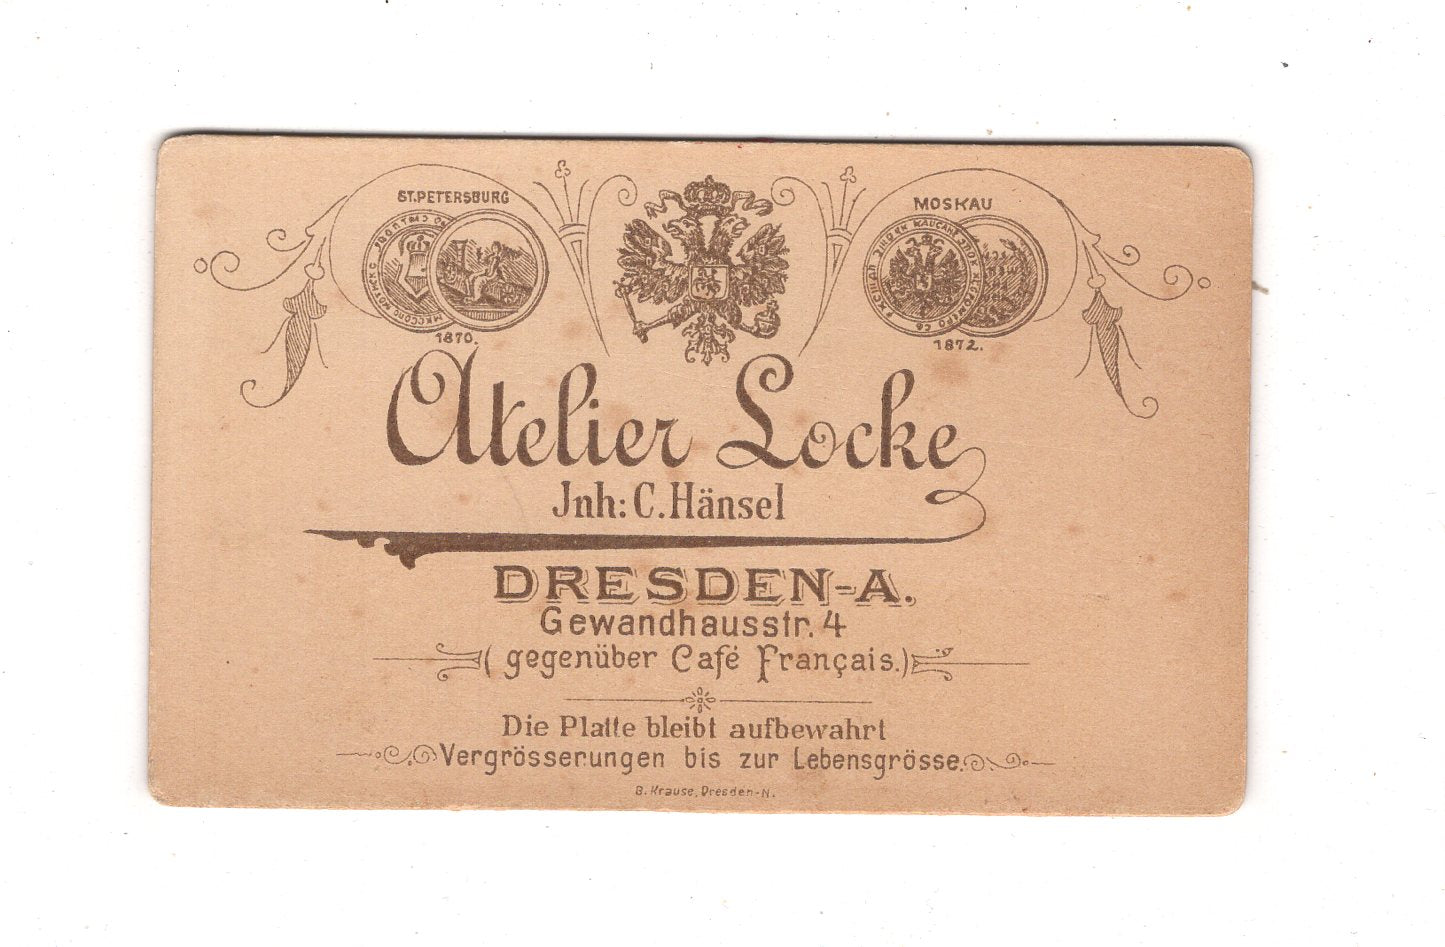 ST. PETERSBURG
1870.
MOSKAU
1872.
Atelier Locke
Jnh: C. Hänsel
DRESDEN-A.
Gewandhausstr. 4
( gegenüber Café Français.)
Die Platte bleibt aufbewahrt
Vergrösserungen bis zur Lebensgrösse.
B. Krause, Dresden-N.